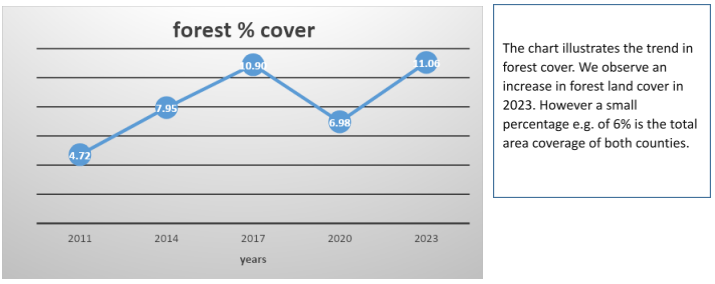 forest % cover
4.72
7.95
10.90
6.98
11.06
2011 2014 2017 2020 2023
years
The chart illustrates the trend in
forest cover. We observe an
increase in forest land cover in
2023. However a small
percentage e.g. of 6% is the total
area coverage of both counties.